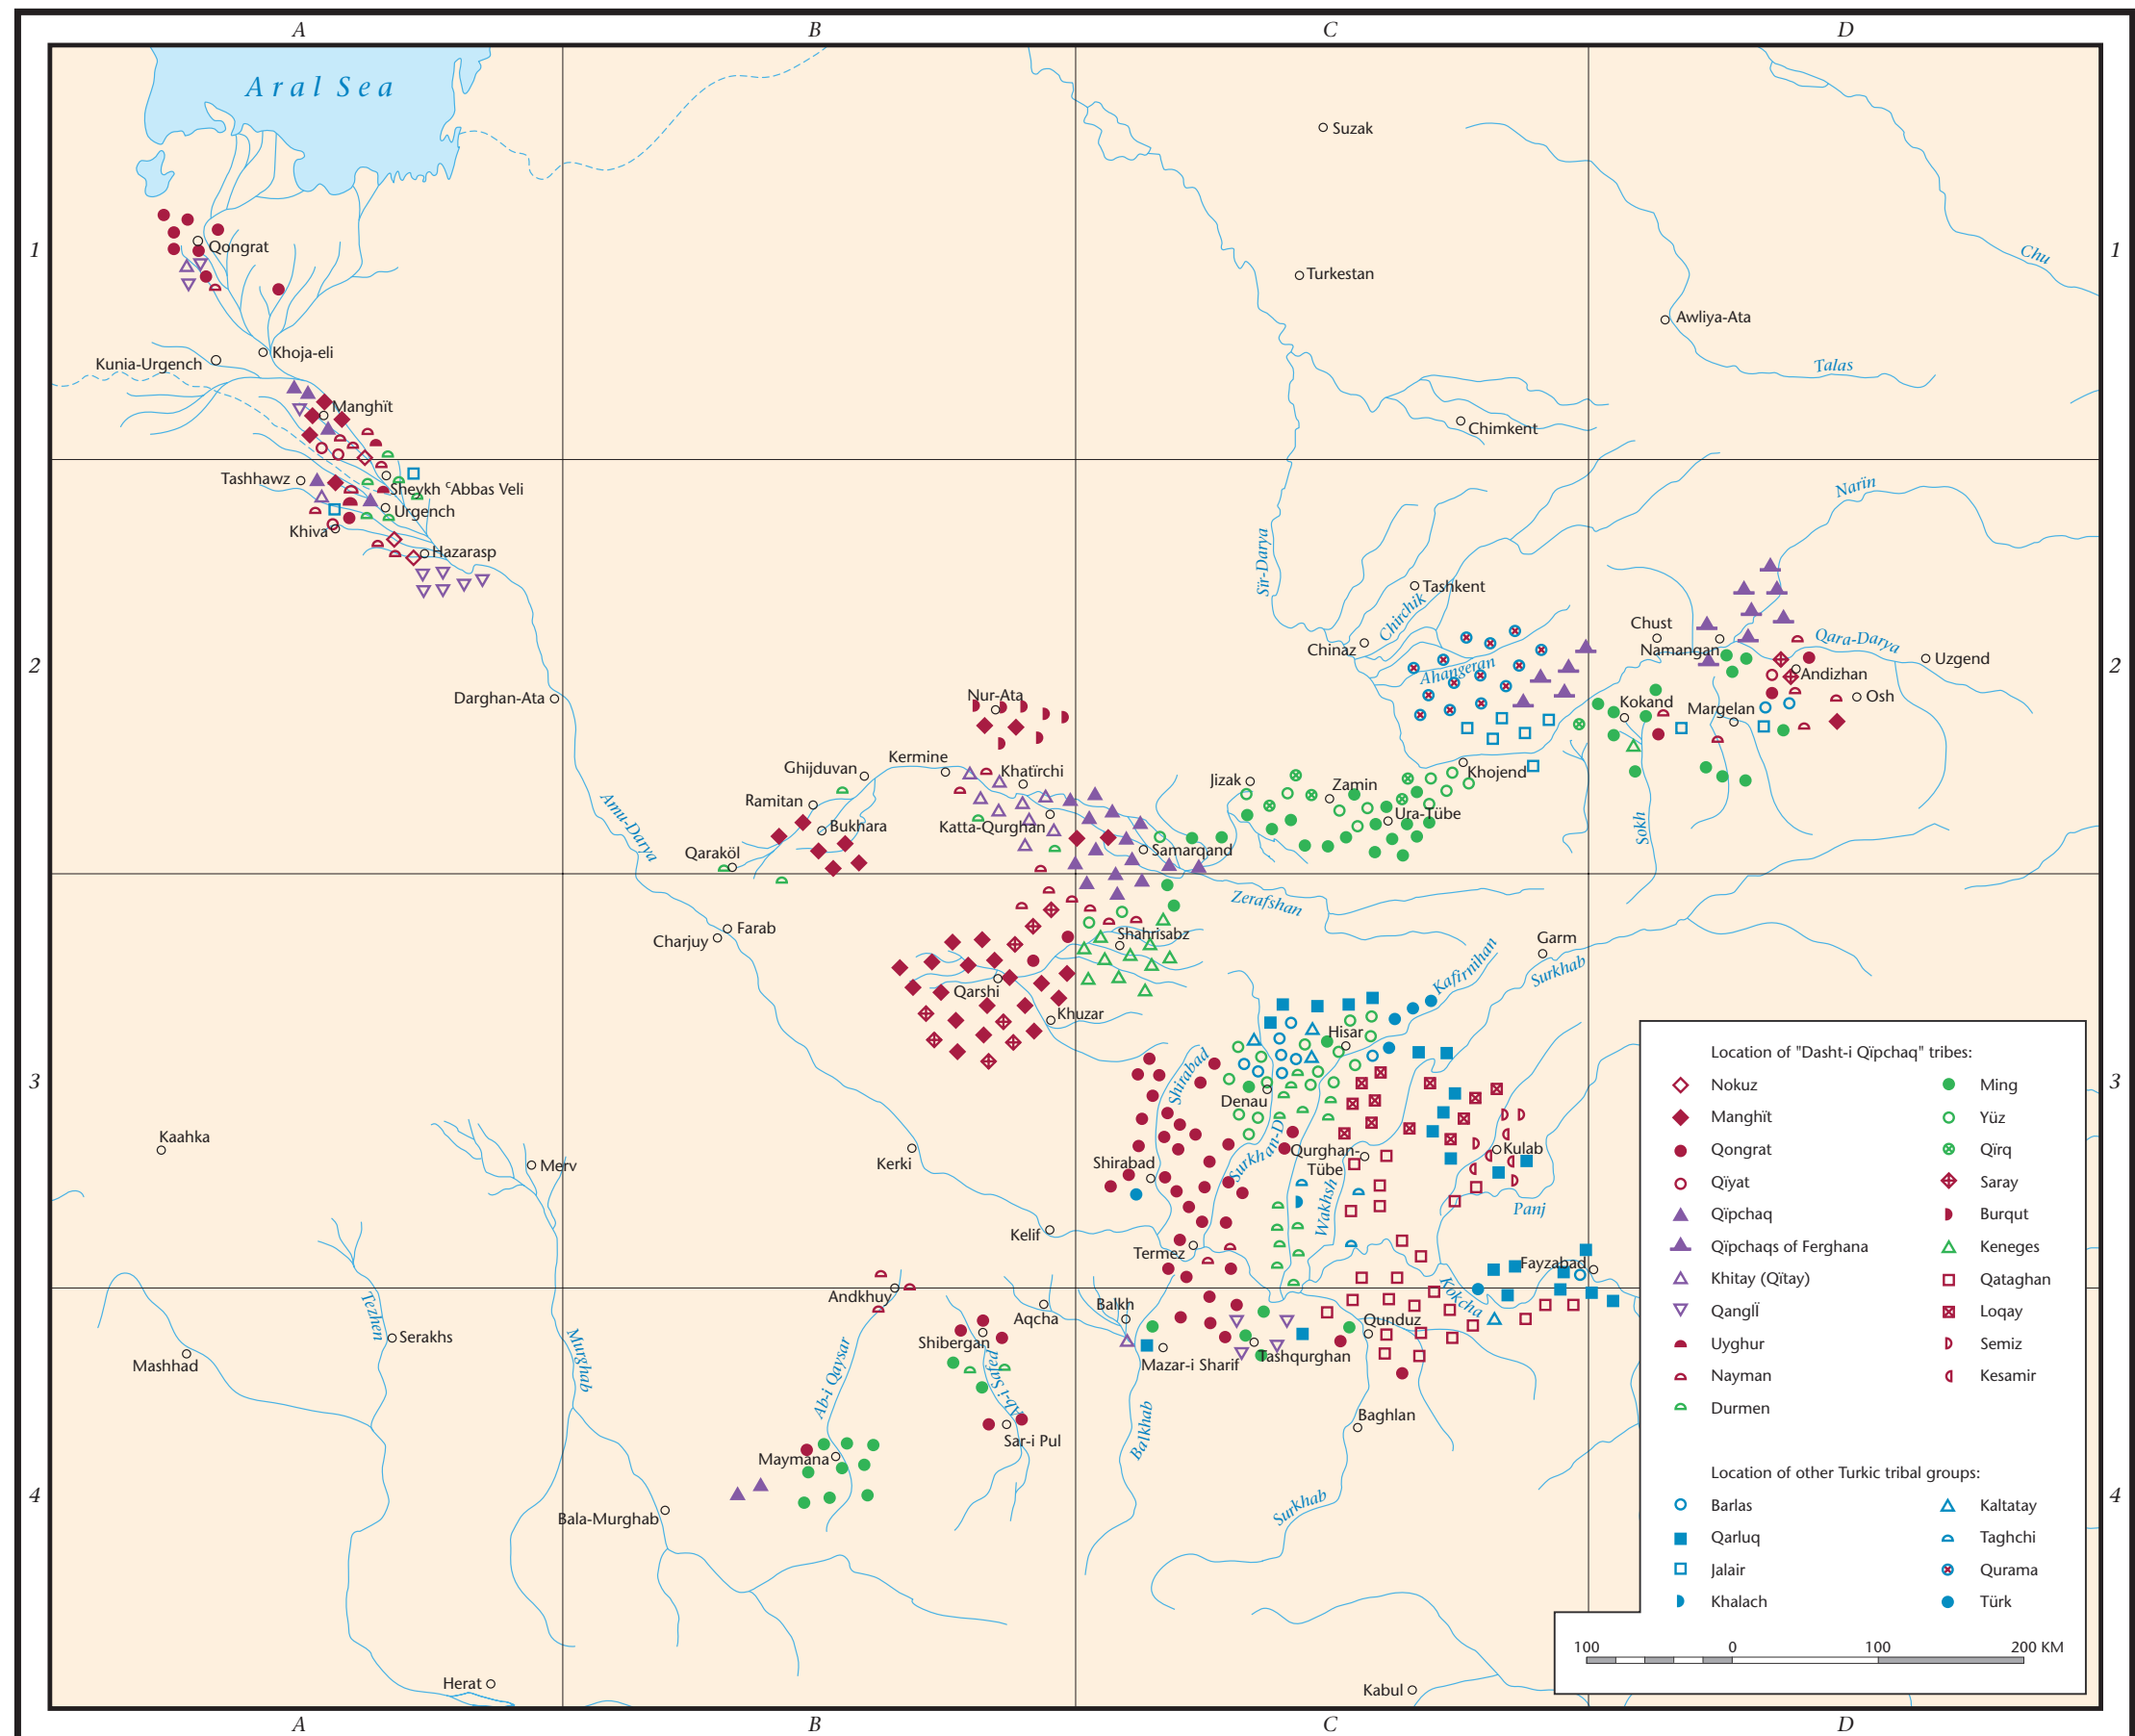 A B C D
Aral Sea
Suzak
Qongrat
1 1
Chu
Turkestan
Awliya-Ata
Khoja-eli
Kunia-Urgench
Talas
Manghït
Chimkent
Tashhawz
Sheykh ᶜAbbas Veli
Narïn
Urgench
Khiva
Hazarasp
Sïr-Darya
Tashkent
Chirchik
Chust
Qara-Darya
Chinaz
Namangan
Uzgend
2 2
Ahangeran
Andizhan
Darghan-Ata
Nur-Ata
Osh
Kokand
Margelan
Kermine
Ghijduvan
Khatïrchi
Khojend
Jizak
Zamin
Ramitan
Amu-Darya
Bukhara
Katta-Qurghan
Ura-Tübe
Sokh
Qaraköl
Samarqand
Zerafshan
Farab
Charjuy
Shahrisabz
Garm
Kafirnihan
Surkhab
Qarshi
Khuzar
Hisar
Shirabad
3 3
Denau
Kaahka
Surkhan-D.
Merv
Kerki
Shirabad
Qurghan-
Tübe
Kulab
Wakhsh
Panj
Kelif
Termez
Fayzabad
Andkhuy
Kokcha
Tezhen
Aqcha
Balkh
Qunduz
Serakhs
Shibergan
Mashhad
Murghab
Mazar-i Sharif
Tashqurghan
Ab-i Qaysar
Ab-i Safed
Balkhab
Baghlan
Sar-i Pul
Maymana
4 4
Bala-Murghab
Surkhab
Herat
Kabul
Location of "Dasht-i Qïpchaq" tribes:
Nokuz
Manghït
Qongrat
Qïyat
Qïpchaq
Qïpchaqs of Ferghana
Khitay (Qïtay)
QanglÏ
Uyghur
Nayman
Durmen
Ming
Yüz
Qïrq
Saray
Burqut
Keneges
Qataghan
Loqay
Semiz
Kesamir
Location of other Turkic tribal groups:
Barlas
Qarluq
Jalair
Khalach
Kaltatay
Taghchi
Qurama
Türk
100 0 100 200 KM
A B C D